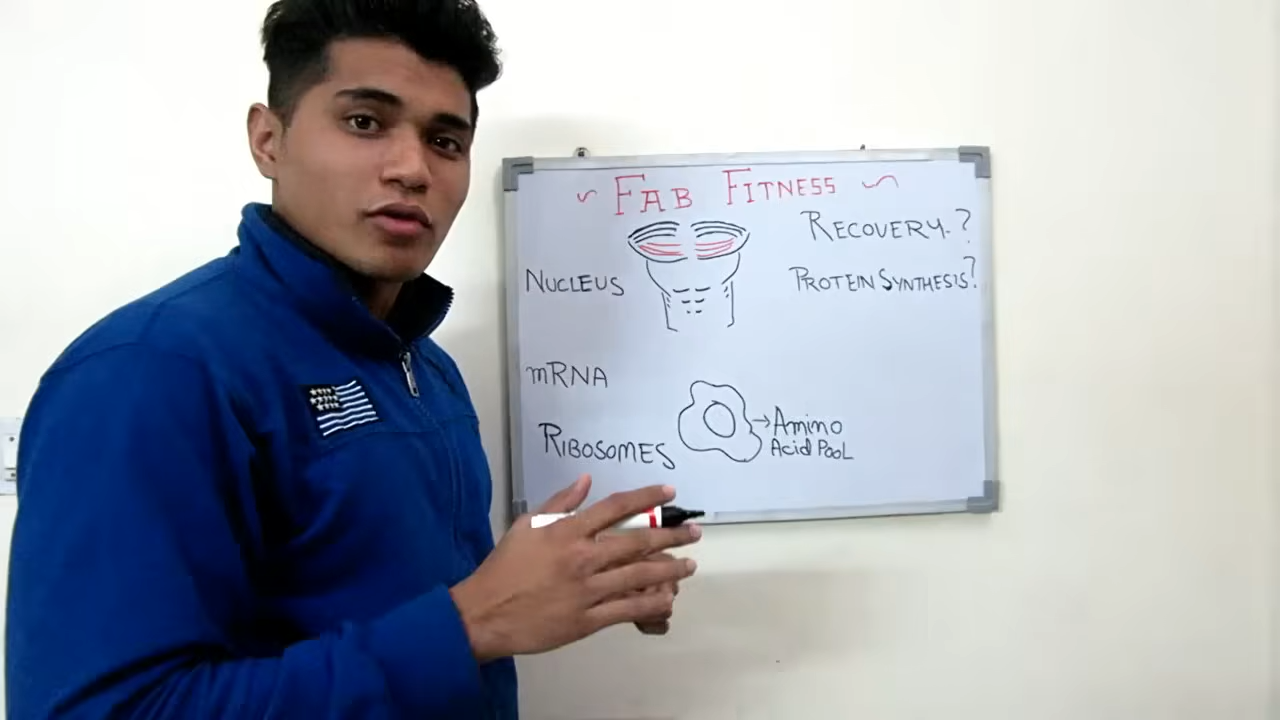 ~ FAB FITNESS ~
RECOVERY.?
NUCLEUS
PROTEIN SYNTHESIS?
mRNA
RIBOSOMES
→ Amino
Acid Pool